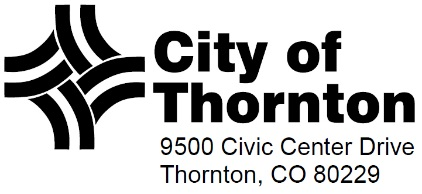 City of
Thornton
9500 Civic Center Drive
Thornton, CO 80229